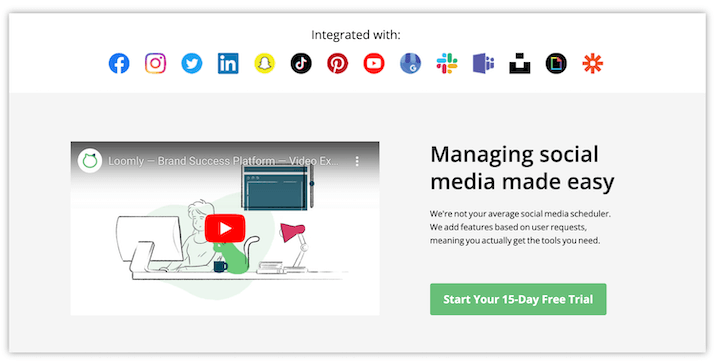 Integrated with:
Loomly — Brand Success Platform — Video Ex...
Managing social
media made easy
We're not your average social media scheduler.
We add features based on user requests,
meaning you actually get the tools you need.
Start Your 15-Day Free Trial